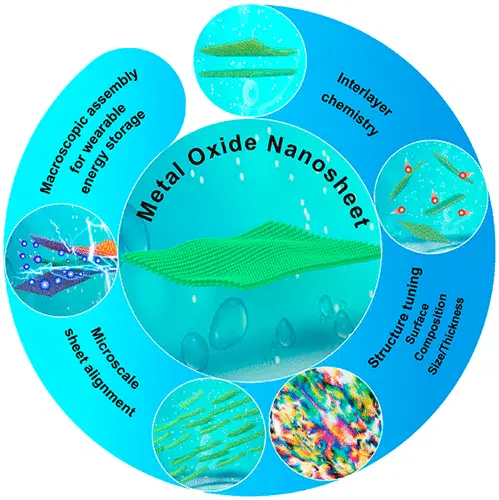 Metal Oxide Nanosheet
Interlayer
chemistry
Structure tuning
Surface
Composition
Size/Thickness
Microscale
sheet alignment
Macroscopic assembly
for wearable
energy storage